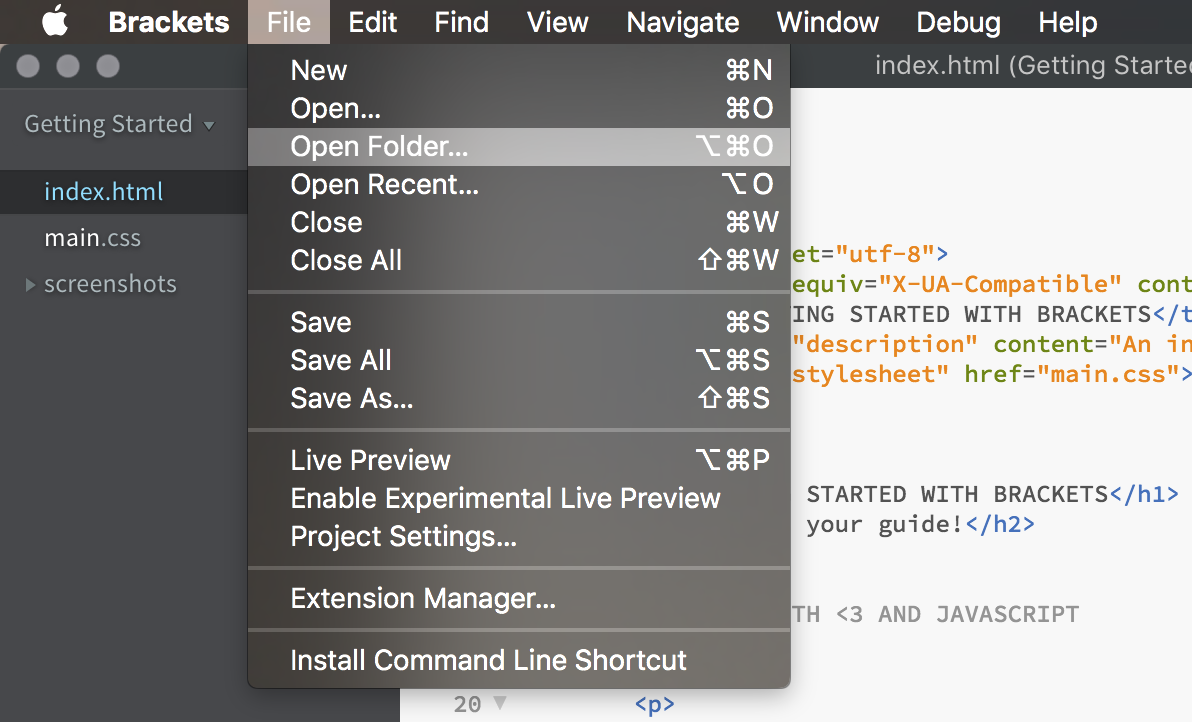 Brackets File Edit Find View Navigate Window Debug Help
index.html (Getting Starte
Getting Started
index.html
main.css
screenshots
New ⌘N
Open... ⌘O
Open Folder... ⌥⌘O
Open Recent... ⌥O
Close ⌘W
Close All ⇧⌘W
Save ⌘S
Save All ⌥⌘S
Save As... ⇧⌘S
Live Preview ⌥⌘P
Enable Experimental Live Preview
Project Settings...
Extension Manager...
Install Command Line Shortcut
et="utf-8">
equiv="X-UA-Compatible" cont
ING STARTED WITH BRACKETS</t
"description" content="An in
stylesheet" href="main.css">
STARTED WITH BRACKETS</h1>
your guide!</h2>
TH <3 AND JAVASCRIPT
20 <p>